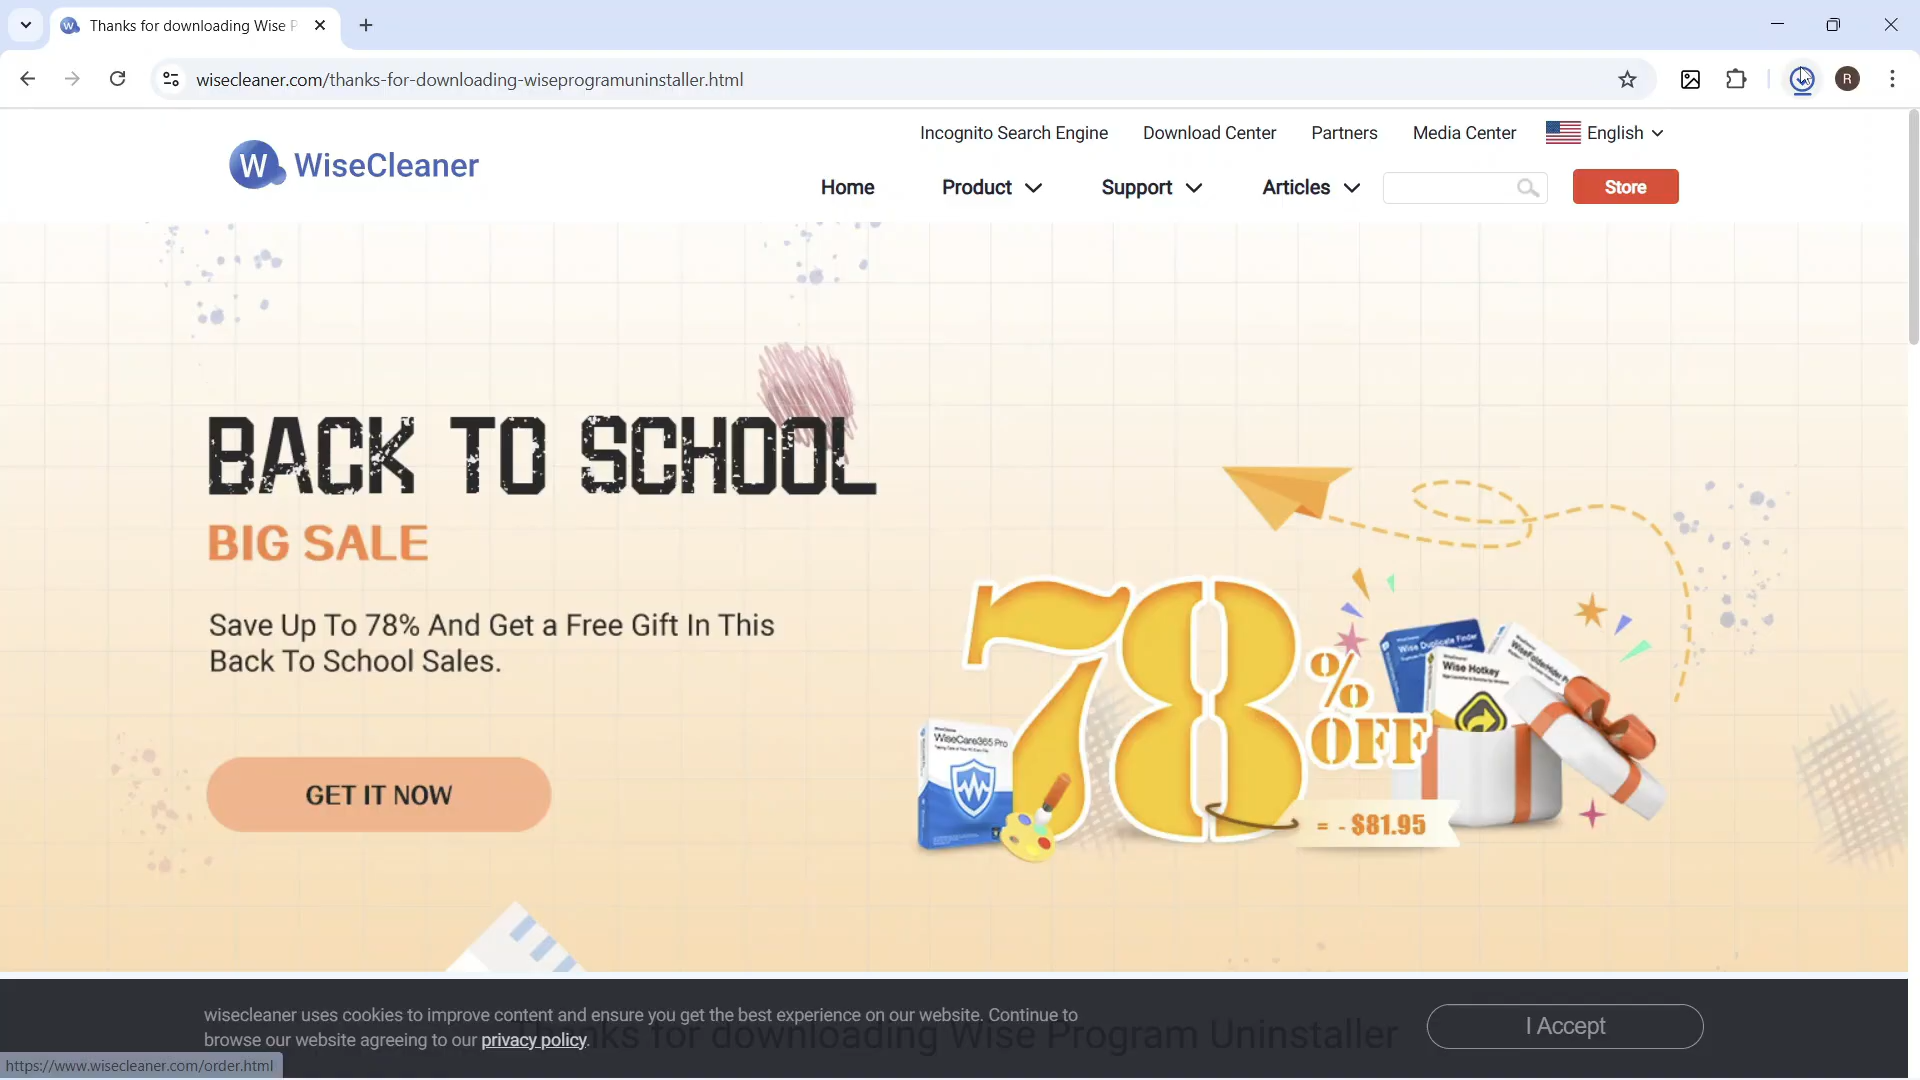 Thanks for downloading Wise P
wisecleaner.com/thanks-for-downloading-wiseprogramuninstaller.html
R
Incognito Search Engine
Download Center
Partners
Media Center
English
W WiseCleaner
Home
Product
Support
Articles
Store
BACK TO SCHOOL
BIG SALE
Save Up To 78% And Get a Free Gift In This
Back To School Sales.
GET IT NOW
78
% OFF
= - $81.95
WiseCare365 Pro
Wise Duplicate Finder
Wise Hotkey
wisecleaner uses cookies to improve content and ensure you get the best experience on our website. Continue to
browse our website agreeing to our privacy policy.
Thanks for downloading Wise Program Uninstaller
I Accept
https://www.wisecleaner.com/order.html